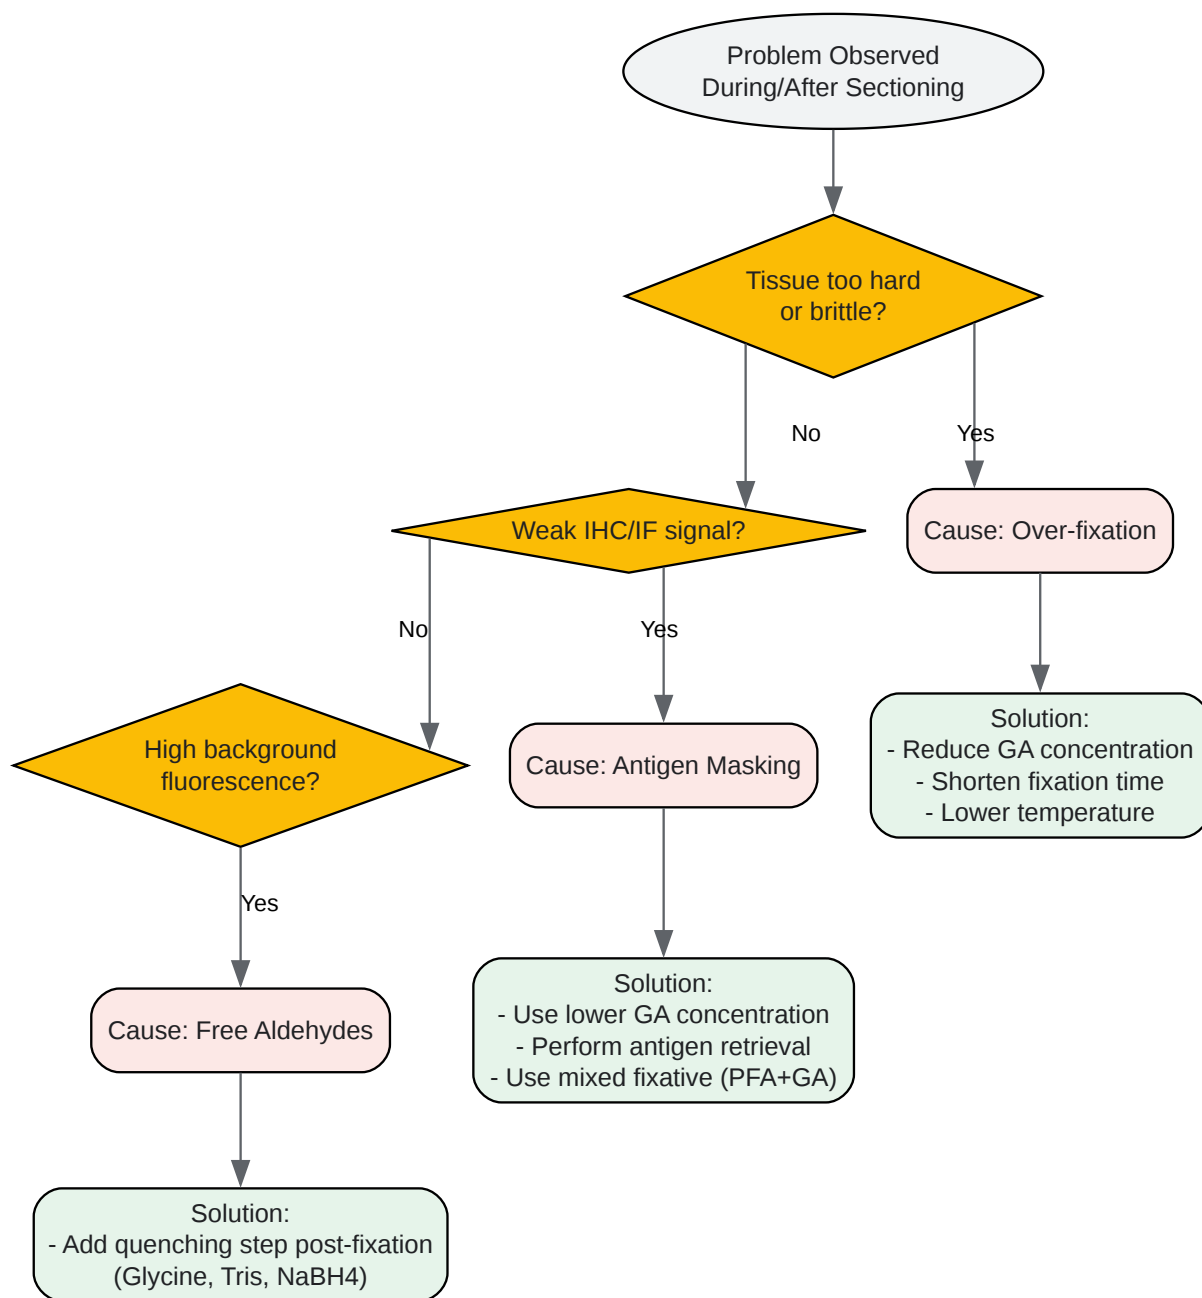 Problem Observed
During/After Sectioning
Tissue too hard
or brittle?
No
Yes
Weak IHC/IF signal?
Cause: Over-fixation
No
Yes
Solution:
- Reduce GA concentration
- Shorten fixation time
- Lower temperature
High background
fluorescence?
Cause: Antigen Masking
Yes
Solution:
- Use lower GA concentration
- Perform antigen retrieval
- Use mixed fixative (PFA+GA)
Cause: Free Aldehydes
Solution:
- Add quenching step post-fixation
(Glycine, Tris, NaBH4)